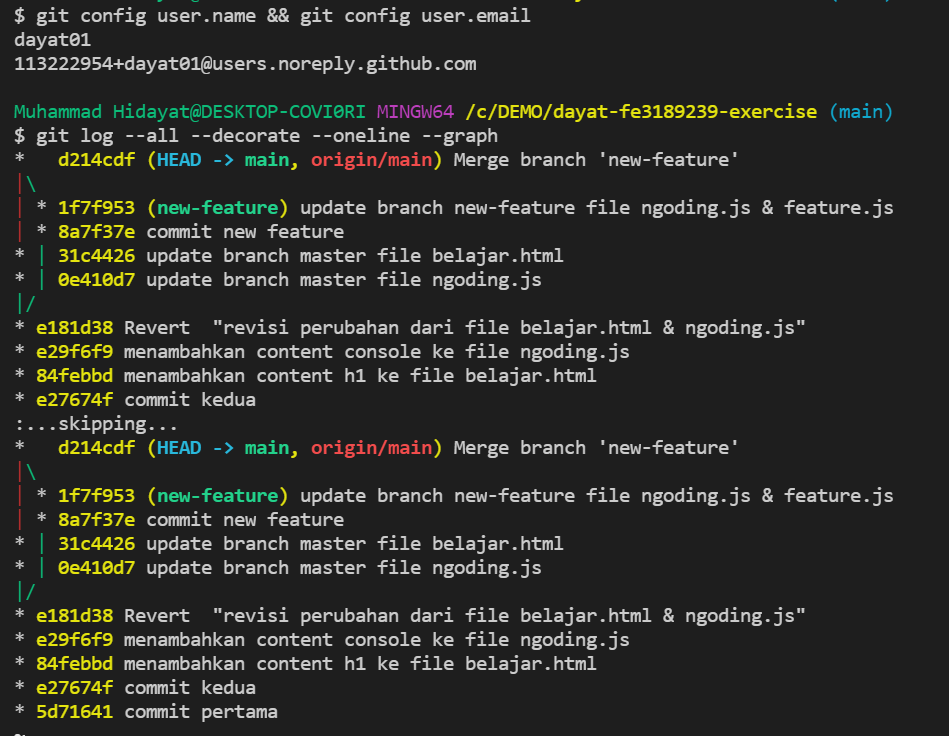 $ git config user.name && git config user.email
dayat01
113222954+dayat01@users.noreply.github.com
Muhammad Hidayat@DESKTOP-COVI0RI MINGW64 /c/DEMO/dayat-fe3189239-exercise (main)
$ git log --all --decorate --oneline --graph
*   d214cdf (HEAD -> main, origin/main) Merge branch 'new-feature'
|\
| * 1f7f953 (new-feature) update branch new-feature file ngoding.js & feature.js
| * 8a7f37e commit new feature
* | 31c4426 update branch master file belajar.html
* | 0e410d7 update branch master file ngoding.js
|/
* e181d38 Revert  "revisi perubahan dari file belajar.html & ngoding.js"
* e29f6f9 menambahkan content console ke file ngoding.js
* 84febbd menambahkan content h1 ke file belajar.html
* e27674f commit kedua
:...skipping...
*   d214cdf (HEAD -> main, origin/main) Merge branch 'new-feature'
|\
| * 1f7f953 (new-feature) update branch new-feature file ngoding.js & feature.js
| * 8a7f37e commit new feature
* | 31c4426 update branch master file belajar.html
* | 0e410d7 update branch master file ngoding.js
|/
* e181d38 Revert  "revisi perubahan dari file belajar.html & ngoding.js"
* e29f6f9 menambahkan content console ke file ngoding.js
* 84febbd menambahkan content h1 ke file belajar.html
* e27674f commit kedua
* 5d71641 commit pertama